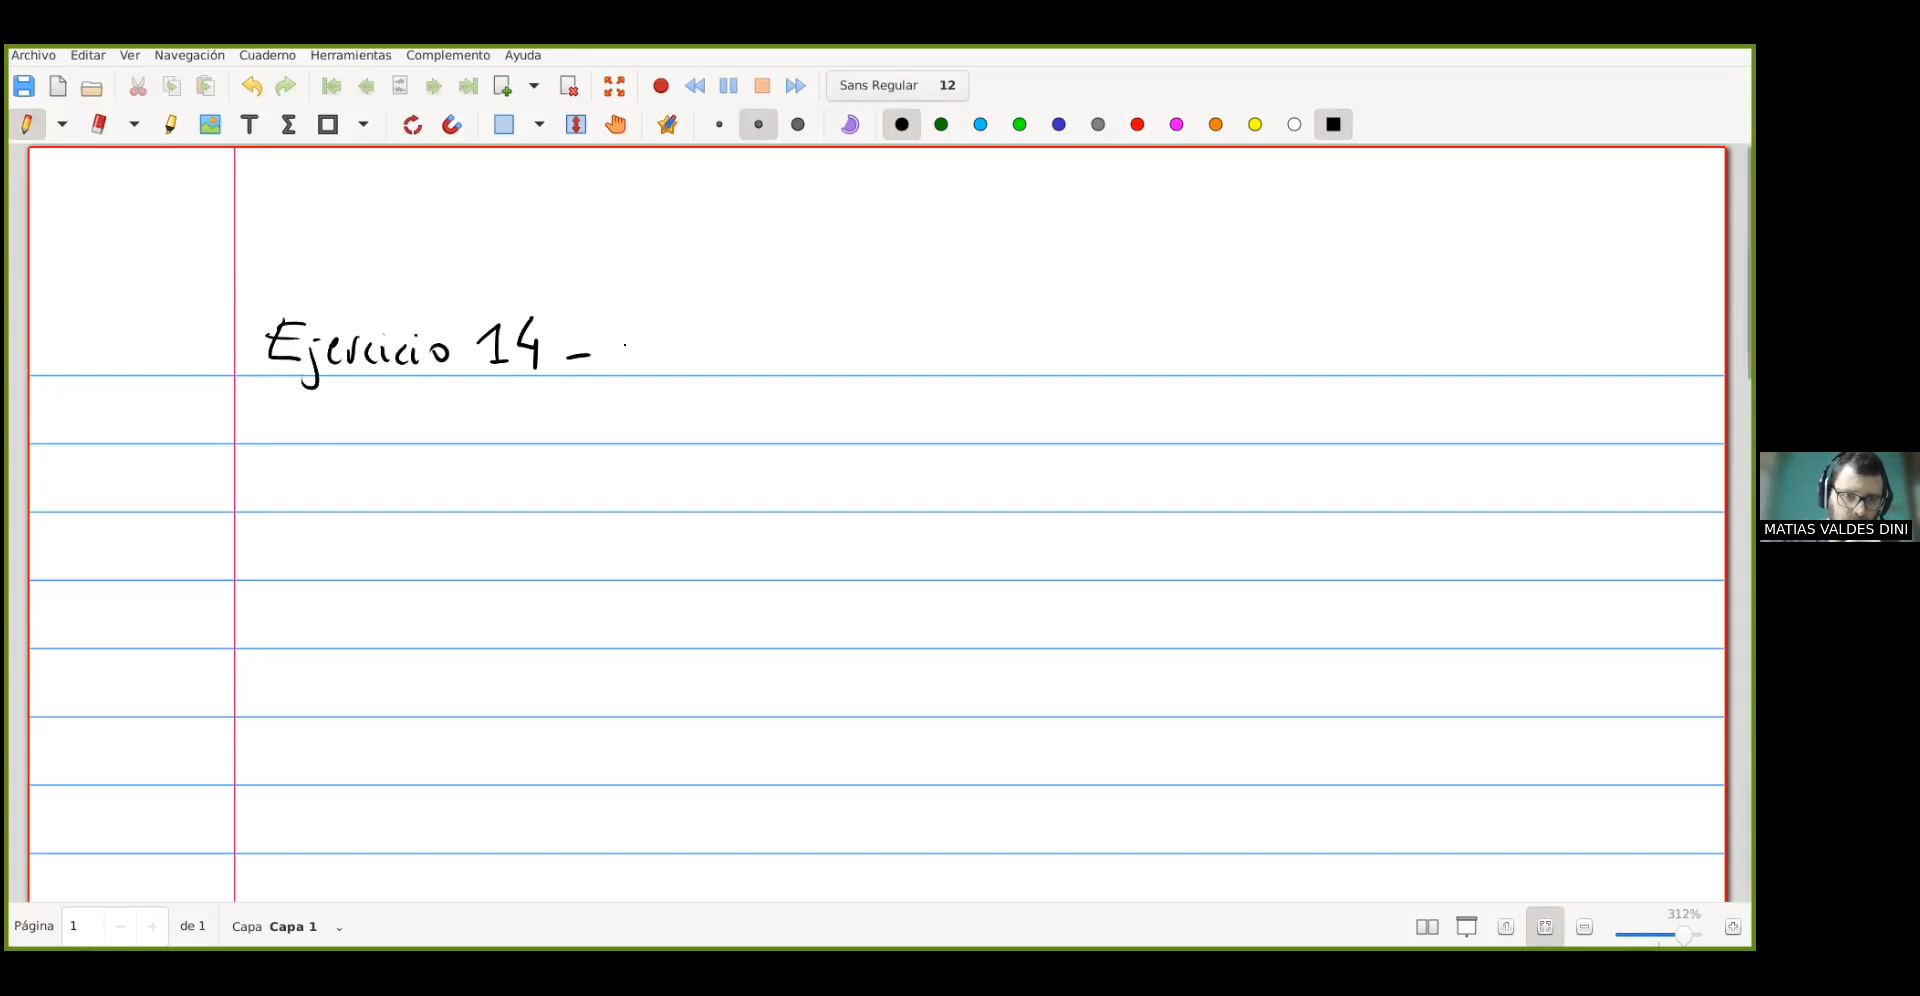 Archivo Editar Ver Navegación Cuaderno Herramientas Complemento Ayuda
Sans Regular 12
T Σ
Ejercicio 14 -
MATIAS VALDES DINI
Página 1 de 1 Capa Capa 1
312%